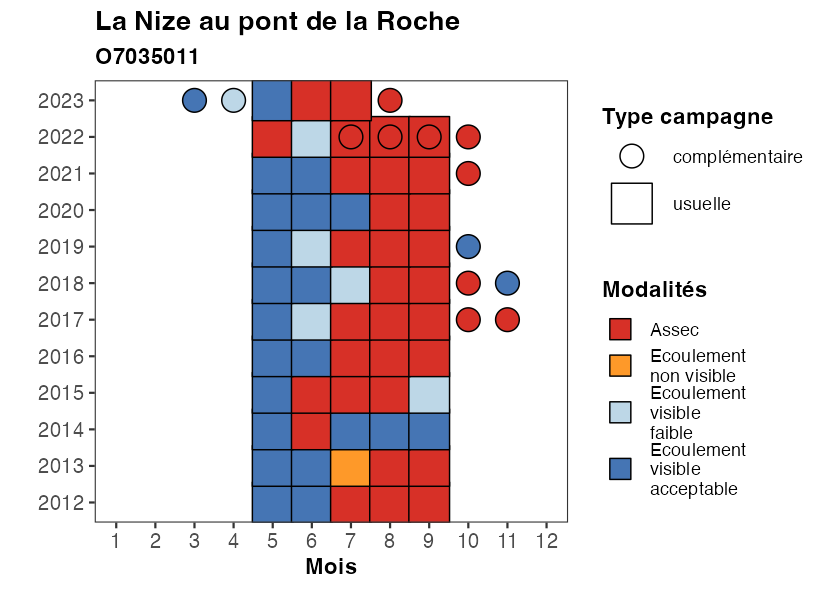 La Nize au pont de la Roche
O7035011
2023
2022
2021
2020
2019
2018
2017
2016
2015
2014
2013
2012
1 2 3 4 5 6 7 8 9 10 11 12
Mois
Type campagne
complémentaire
usuelle
Modalités
Assec
Ecoulement
non visible
Ecoulement
visible
faible
Ecoulement
visible
acceptable